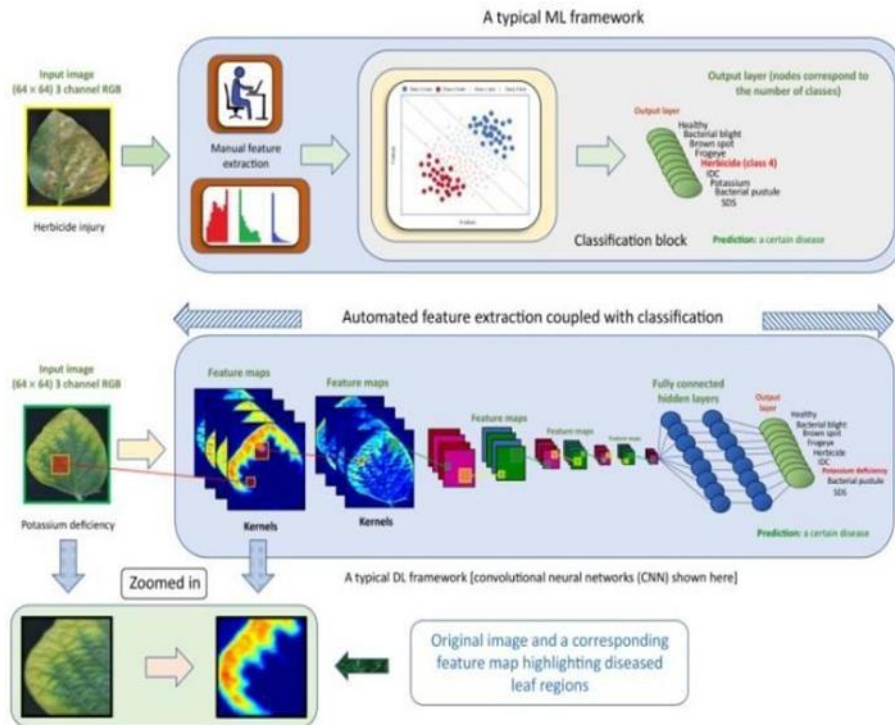 A typical ML framework
Input image
(64 × 64) 3 channel RGB
Herbicide injury
Manual feature
extraction
Output layer (nodes correspond to
the number of classes)
Output layer
Healthy
Bacterial blight
Brown spot
Frogeye
Herbicide (class 4)
IDC
Potassium
Bacterial pustule
SDS
Classification block
Prediction: a certain disease
Automated feature extraction coupled with classification
Input image
(64 × 64) 3 channel RGB
Potassium deficiency
Feature maps
Kernels
Feature maps
Kernels
Feature maps
Feature maps
Feature maps
Fully connected
hidden layers
Output
layer
Healthy
Bacterial blight
Brown spot
Frogeye
Herbicide
IDC
Potassium deficiency
Bacterial pustule
SDS
Prediction: a certain disease
A typical DL framework [convolutional neural networks (CNN) shown here]
Zoomed in
Original image and a corresponding
feature map highlighting diseased
leaf regions